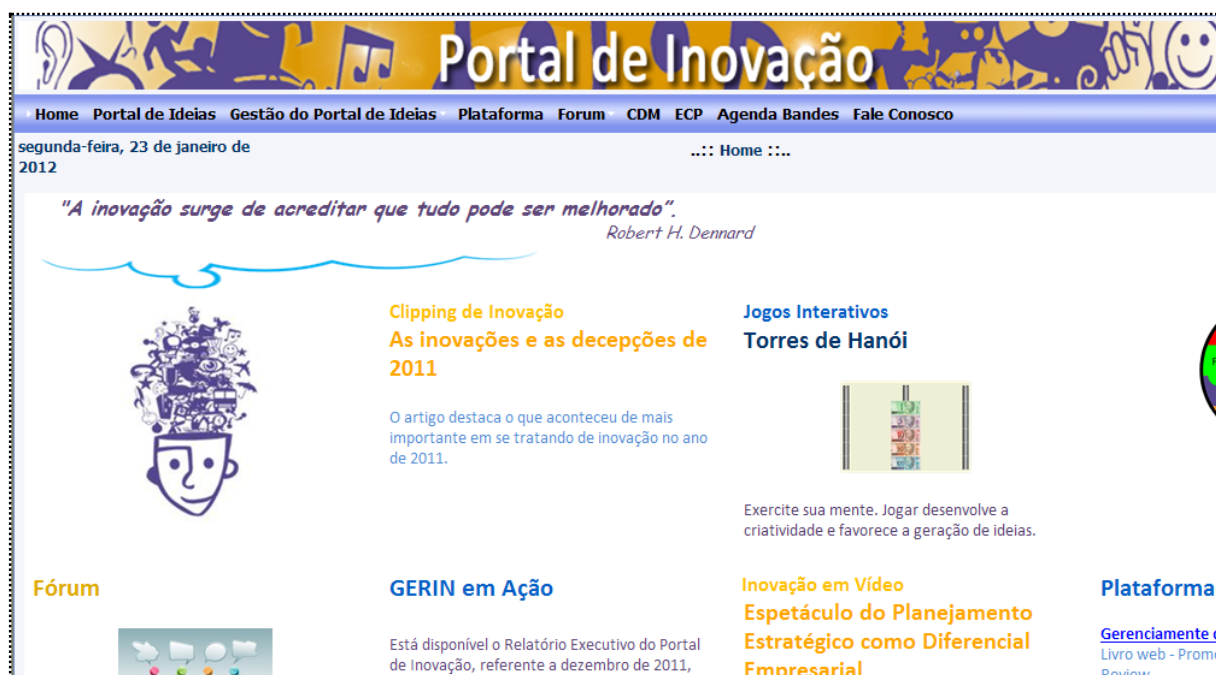 Portal de Inovação
Home Portal de Ideias Gestão do Portal de Ideias Plataforma Forum CDM ECP Agenda Bandes Fale Conosco
segunda-feira, 23 de janeiro de
2012
..:: Home ::..
"A inovação surge de acreditar que tudo pode ser melhorado".
Robert H. Dennard
Clipping de Inovação
As inovações e as decepções de
2011
O artigo destaca o que aconteceu de mais
importante em se tratando de inovação no ano
de 2011.
Jogos Interativos
Torres de Hanói
Exercite sua mente. Jogar desenvolve a
criatividade e favorece a geração de ideias.
Fórum
GERIN em Ação
Está disponível o Relatório Executivo do Portal
de Inovação, referente a dezembro de 2011,
Inovação em Vídeo
Espetáculo do Planejamento
Estratégico como Diferencial
Empresarial
Plataforma
Gerenciamento
Livro web - Prom
Review